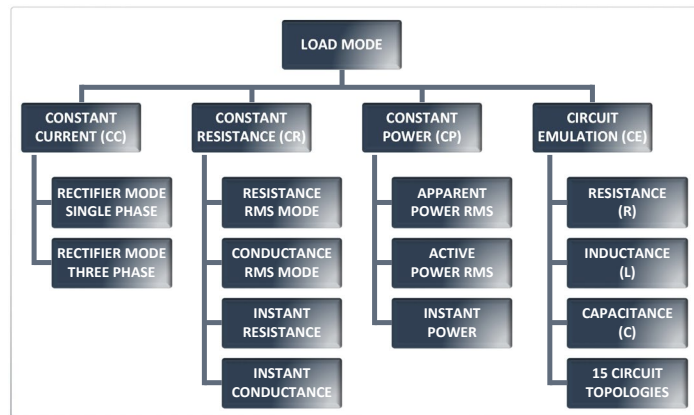 LOAD MODE
CONSTANT
CURRENT (CC)
RECTIFIER MODE
SINGLE PHASE
RECTIFIER MODE
THREE PHASE
CONSTANT
RESISTANCE (CR)
RESISTANCE
RMS MODE
CONDUCTANCE
RMS MODE
INSTANT
RESISTANCE
INSTANT
CONDUCTANCE
CONSTANT
POWER (CP)
APPARENT
POWER RMS
ACTIVE
POWER RMS
INSTANT
POWER
CIRCUIT
EMULATION (CE)
RESISTANCE
(R)
INDUCTANCE
(L)
CAPACITANCE
(C)
15 CIRCUIT
TOPOLOGIES